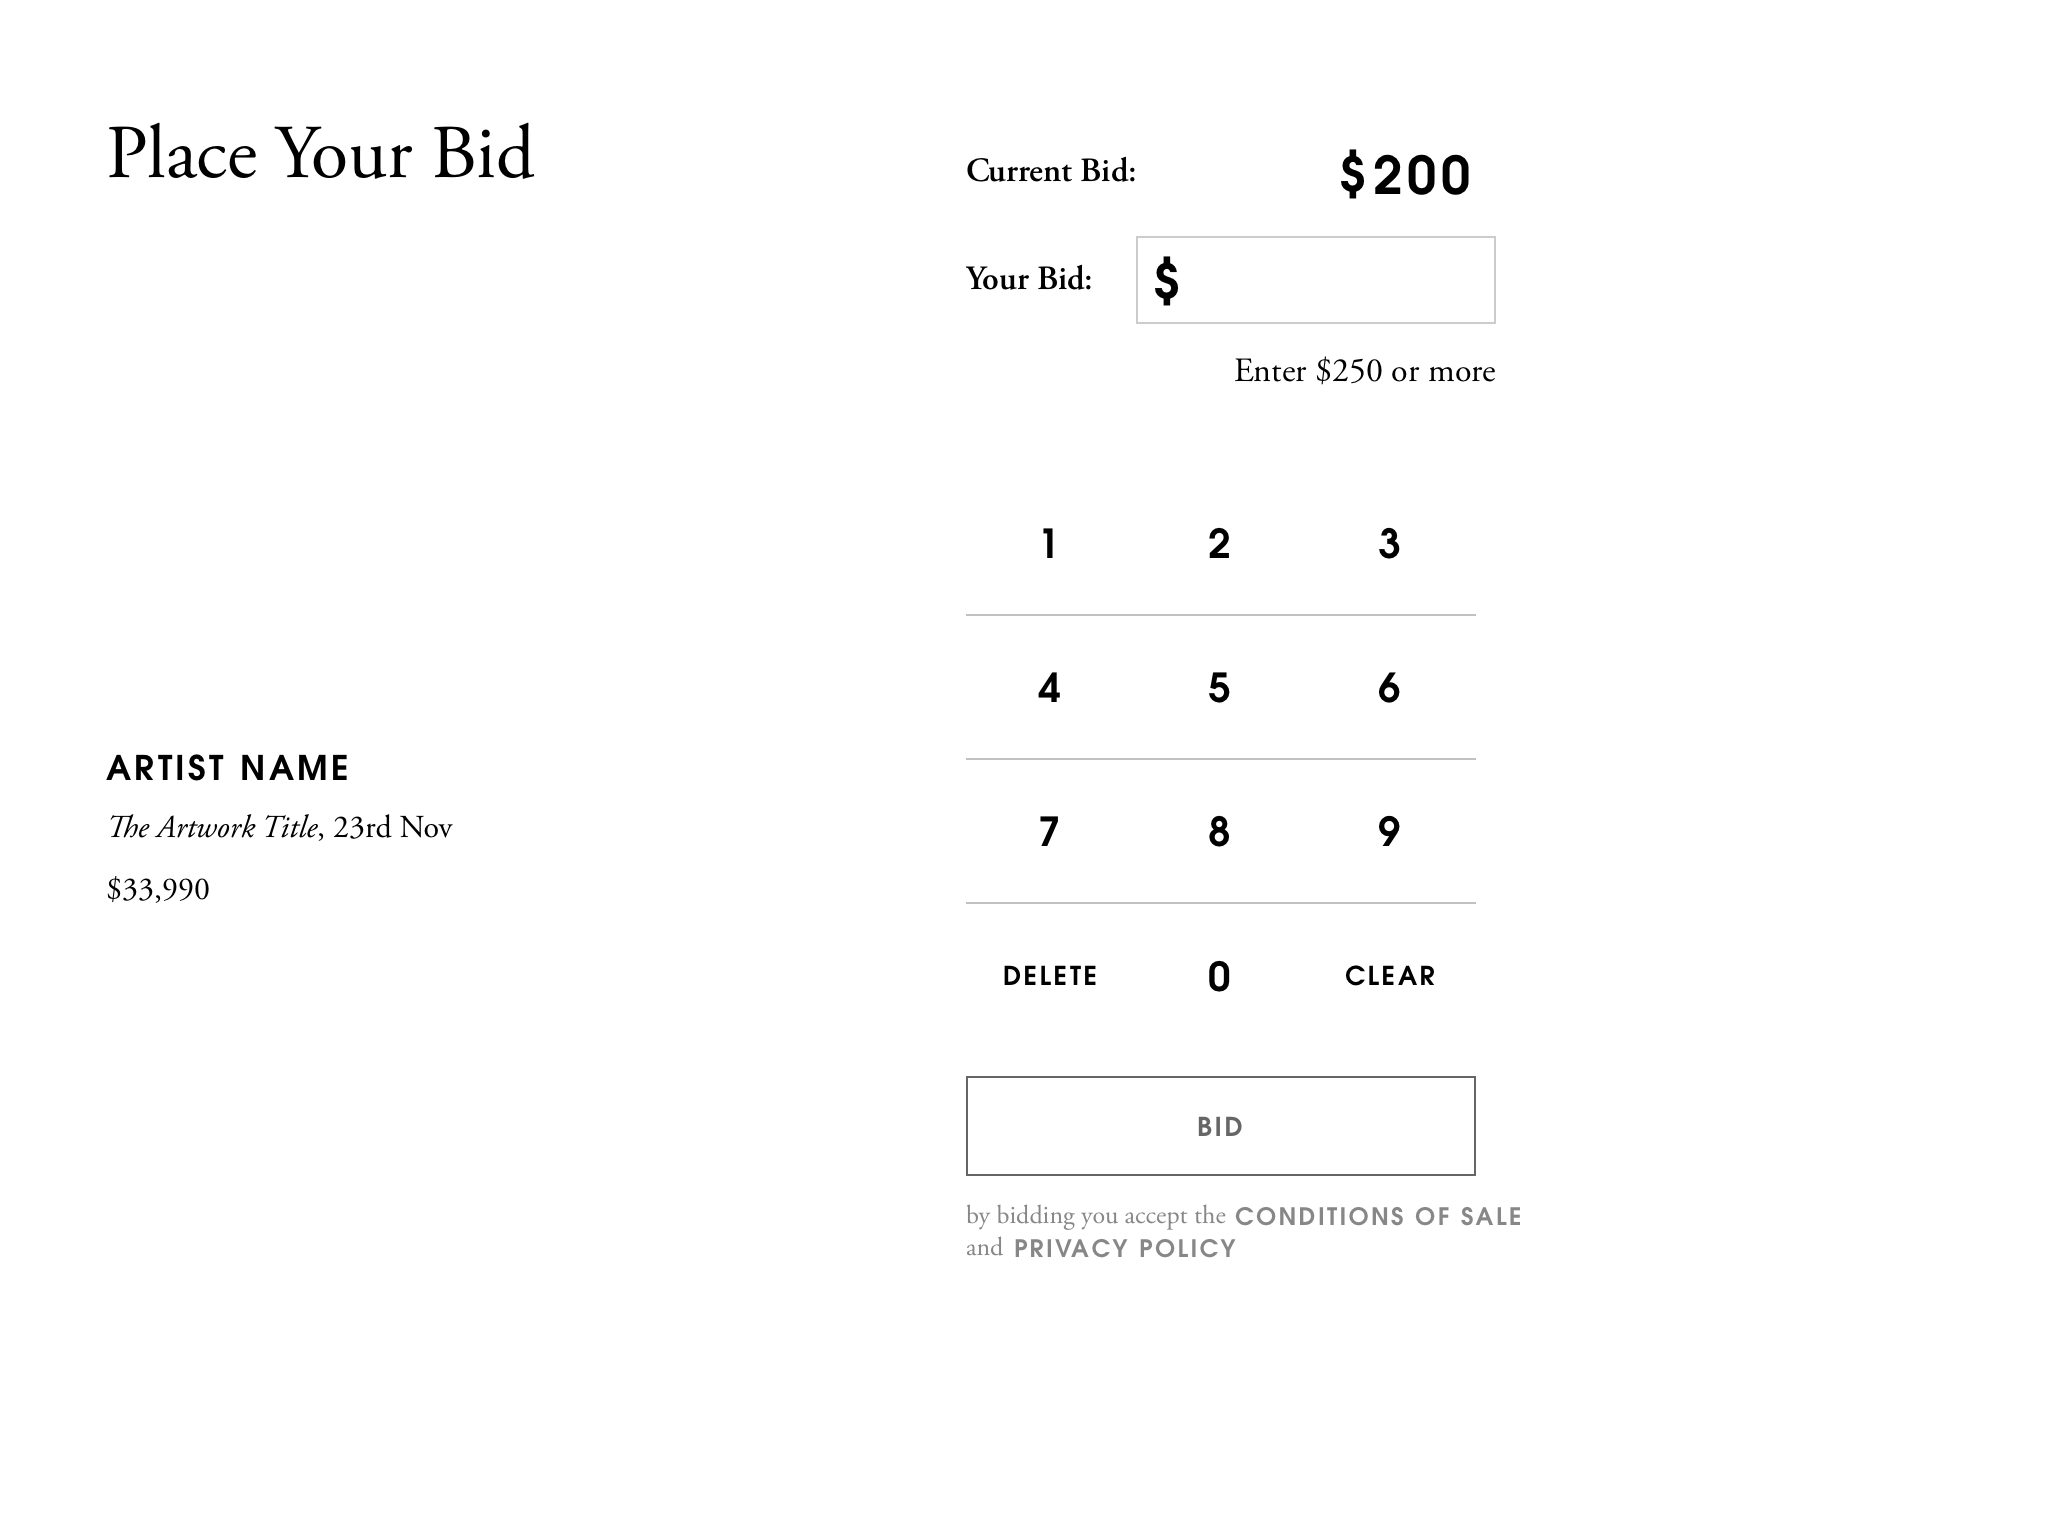 Place Your Bid
Current Bid: $200
Your Bid: $
Enter $250 or more
1 2 3
4 5 6
7 8 9
DELETE 0 CLEAR
BID
by bidding you accept the CONDITIONS OF SALE
and PRIVACY POLICY
ARTIST NAME
The Artwork Title, 23rd Nov
$33,990